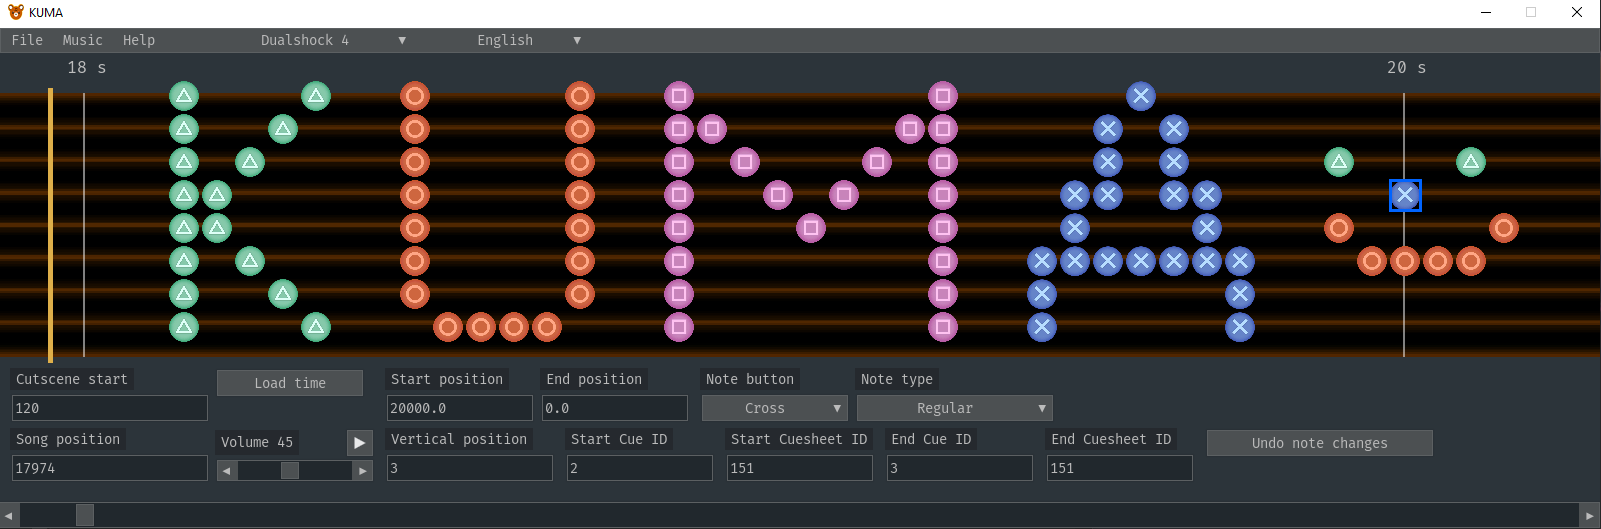 KUMA
File Music Help Dualshock 4 English
18 s 20 s
KUMA
Cutscene start Load time Start position End position Note button Note type
120 20000.0 0.0 Cross Regular
Song position Volume 45 Vertical position Start Cue ID Start Cuesheet ID End Cue ID End Cuesheet ID Undo note changes
17974 3 2 151 3 151